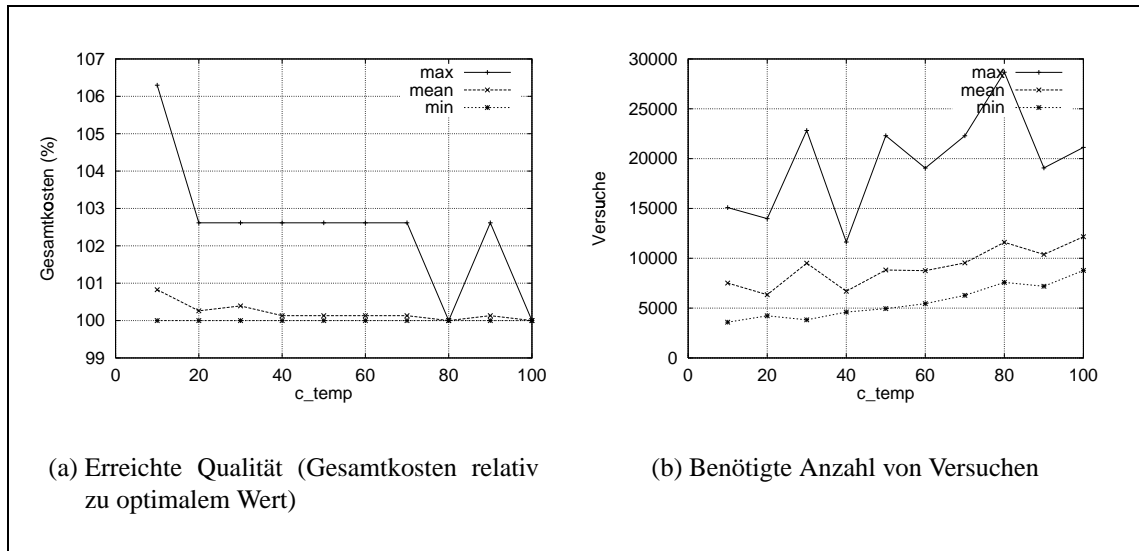 107
106
105
104
103
102
101
100
99
0
20
40
60
80
100
Gesamtkosten (%)
c_temp
max
mean
min
30000
25000
20000
15000
10000
5000
0
0
20
40
60
80
100
Versuche
c_temp
max
mean
min
(a) Erreichte Qualität (Gesamtkosten relativ
zu optimalem Wert)
(b) Benötigte Anzahl von Versuchen